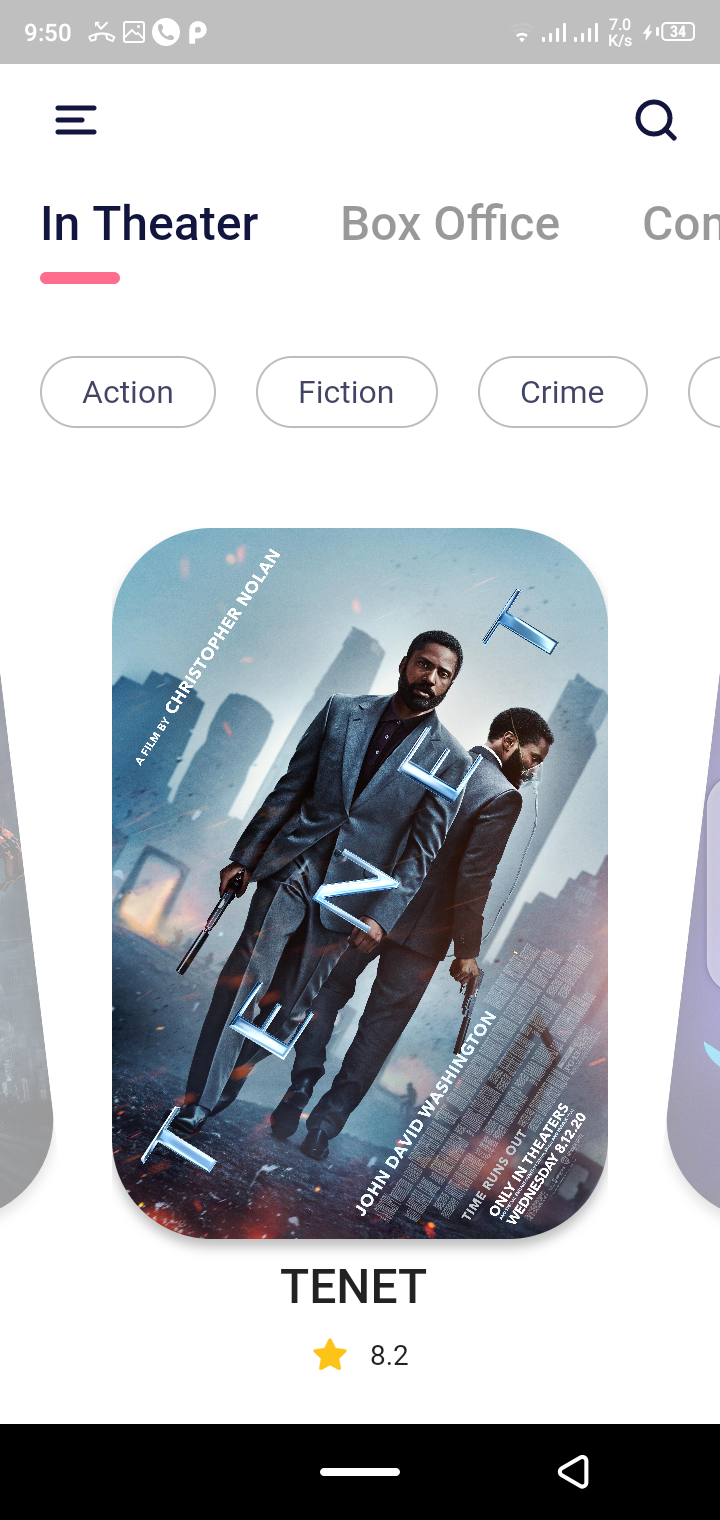 9:50
7.0
K/s
34
In Theater
Box Office
Action
Fiction
Crime
A FILM BY CHRISTOPHER NOLAN
TENET
JOHN DAVID WASHINGTON
TIME RUNS OUT
ONLY IN THEATERS
WEDNESDAY 8.12.20
TENET
8.2